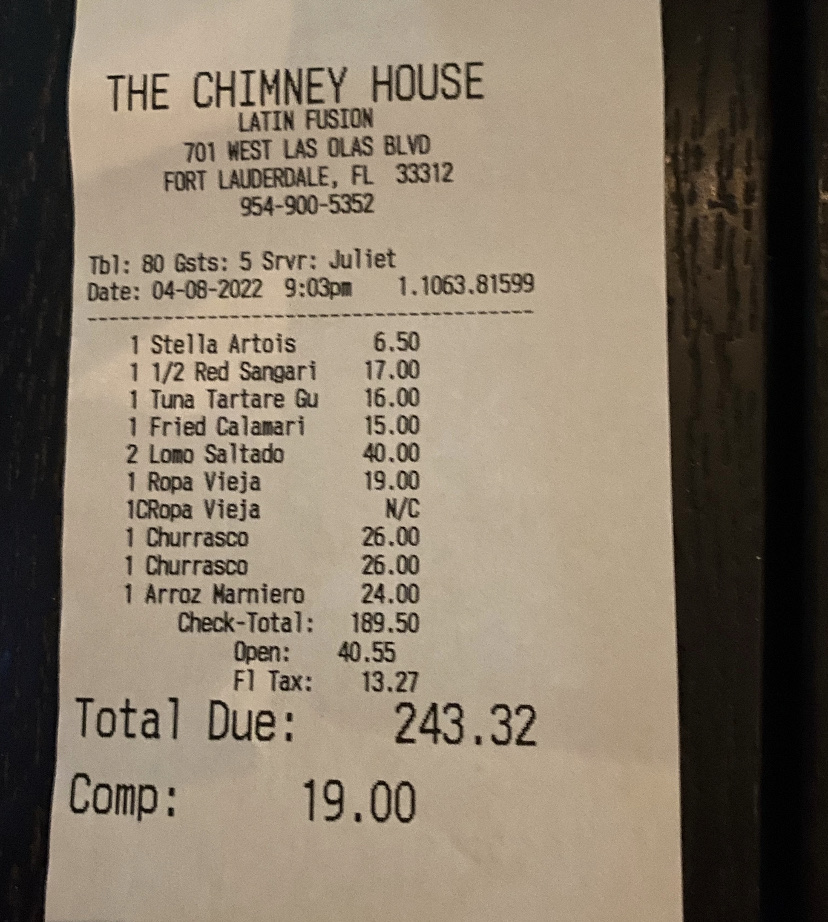 THE CHIMNEY HOUSE
LATIN FUSION
701 WEST LAS OLAS BLVD
FORT LAUDERDALE, FL 33312
954-900-5352
Tbl: 80 Gsts: 5 Srvr: Juliet
Date: 04-08-2022 9:03pm 1.1063.81599
1 Stella Artois 6.50
1 1/2 Red Sangari 17.00
1 Tuna Tartare Gu 16.00
1 Fried Calamari 15.00
2 Lomo Saltado 40.00
1 Ropa Vieja 19.00
1CRopa Vieja N/C
1 Churrasco 26.00
1 Churrasco 26.00
1 Arroz Marniero 24.00
Check-Total: 189.50
Open: 40.55
Fl Tax: 13.27
Total Due: 243.32
Comp: 19.00